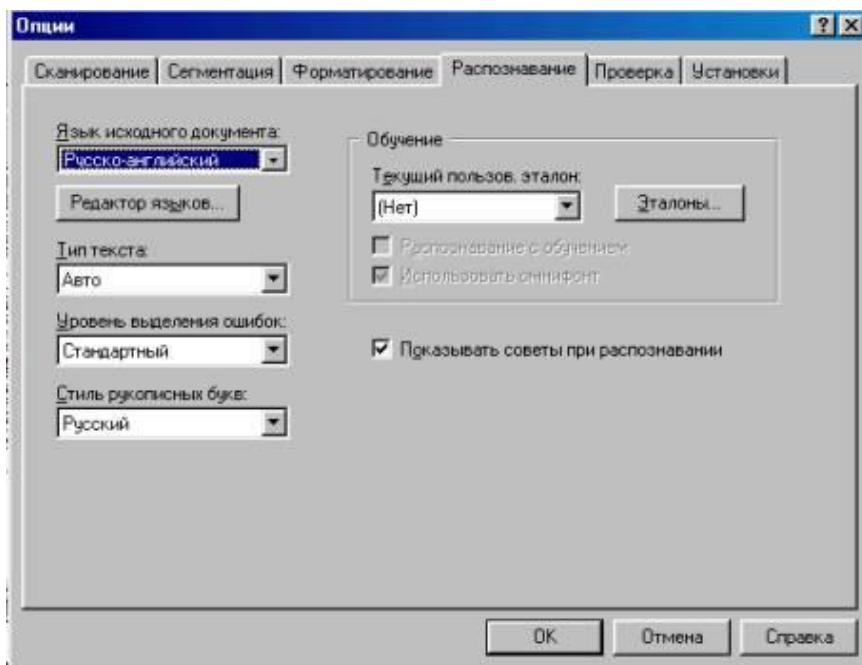 Опции
Сканирование Сегментация Форматирование Распознавание Проверка Установки
Язык исходного документа:
Русско-английский
Редактор языков...
Тип текста:
Авто
Уровень выделения ошибок:
Стандартный
Стиль рукописных букв:
Русский
Обучение
Текущий пользов. эталон:
(Нет)
Эталоны...
Распознавание с обучением
Использовать омнифонт
Показывать советы при распознавании
ОК Отмена Справка